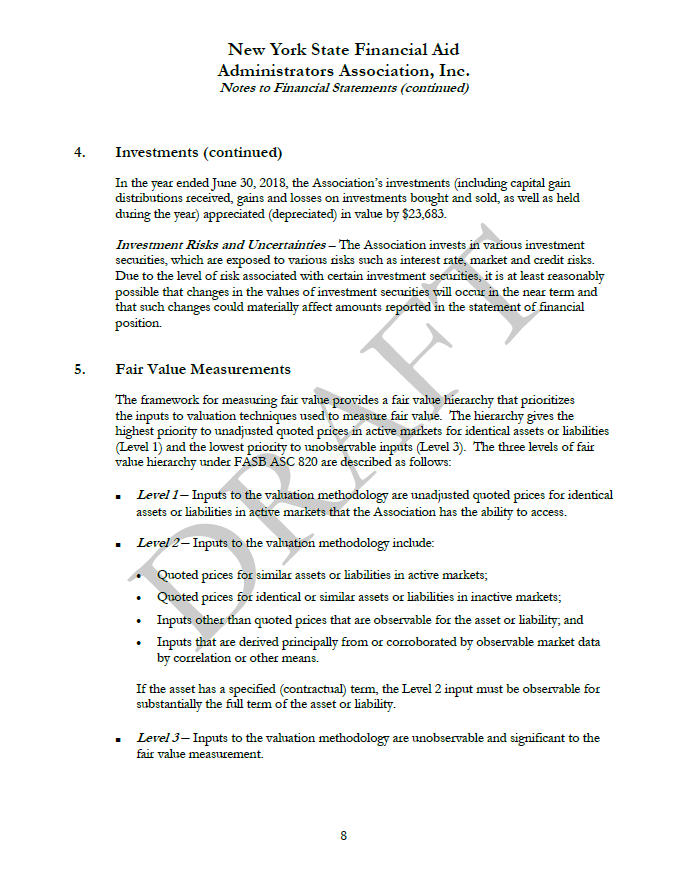 New York State Financial Aid
Administrators Association, Inc.
Notes to Financial Statements (continued)
4. Investments (continued)
In the year ended June 30, 2018, the Association's investments (including capital gain
distributions received, gains and losses on investments bought and sold, as well as held
during the year) appreciated (depreciated) in value by $23,683.
Investment Risks and Uncertainties – The Association invests in various investment
securities, which are exposed to various risks such as interest rate, market and credit risks.
Due to the level of risk associated with certain investment securities, it is at least reasonably
possible that changes in the values of investment securities will occur in the near term and
that such changes could materially affect amounts reported in the statement of financial
position.
5. Fair Value Measurements
The framework for measuring fair value provides a fair value hierarchy that prioritizes
the inputs to valuation techniques used to measure fair value. The hierarchy gives the
highest priority to unadjusted quoted prices in active markets for identical assets or liabilities
(Level 1) and the lowest priority to unobservable inputs (Level 3). The three levels of fair
value hierarchy under FASB ASC 820 are described as follows:
▪ Level 1 – Inputs to the valuation methodology are unadjusted quoted prices for identical
assets or liabilities in active markets that the Association has the ability to access.
▪ Level 2 – Inputs to the valuation methodology include:
• Quoted prices for similar assets or liabilities in active markets;
• Quoted prices for identical or similar assets or liabilities in inactive markets;
• Inputs other than quoted prices that are observable for the asset or liability; and
• Inputs that are derived principally from or corroborated by observable market data
by correlation or other means.
If the asset has a specified (contractual) term, the Level 2 input must be observable for
substantially the full term of the asset or liability.
▪ Level 3 – Inputs to the valuation methodology are unobservable and significant to the
fair value measurement.
8
DRAFT